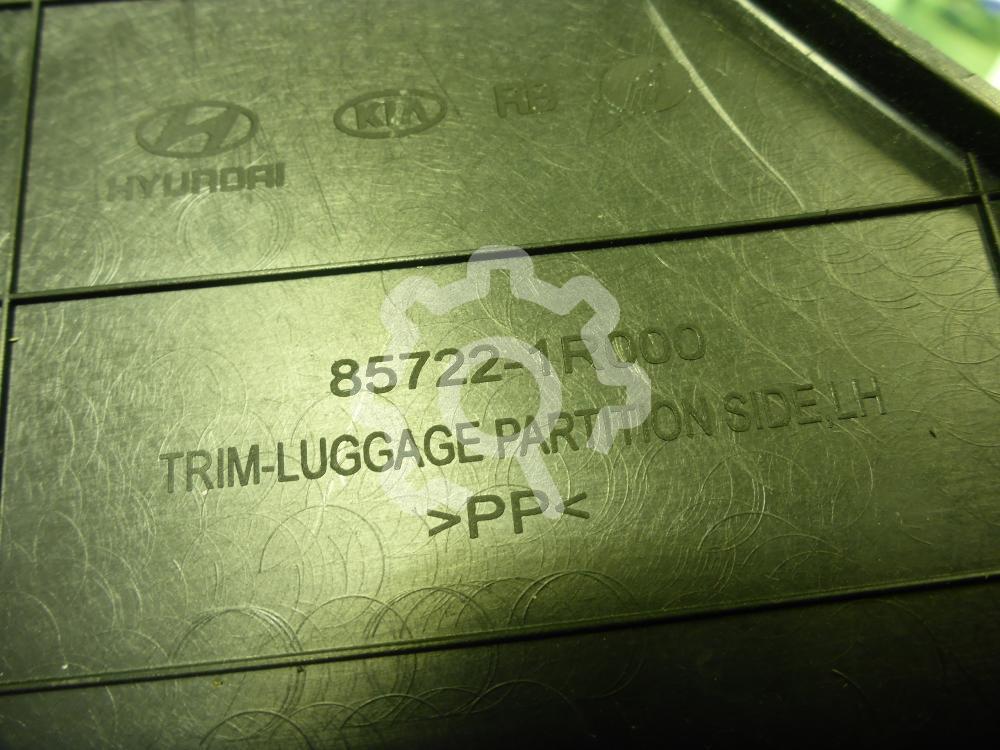 HYUNDAI KIA RB
85722-1R000
TRIM-LUGGAGE PARTITION SIDE,LH
>PP<